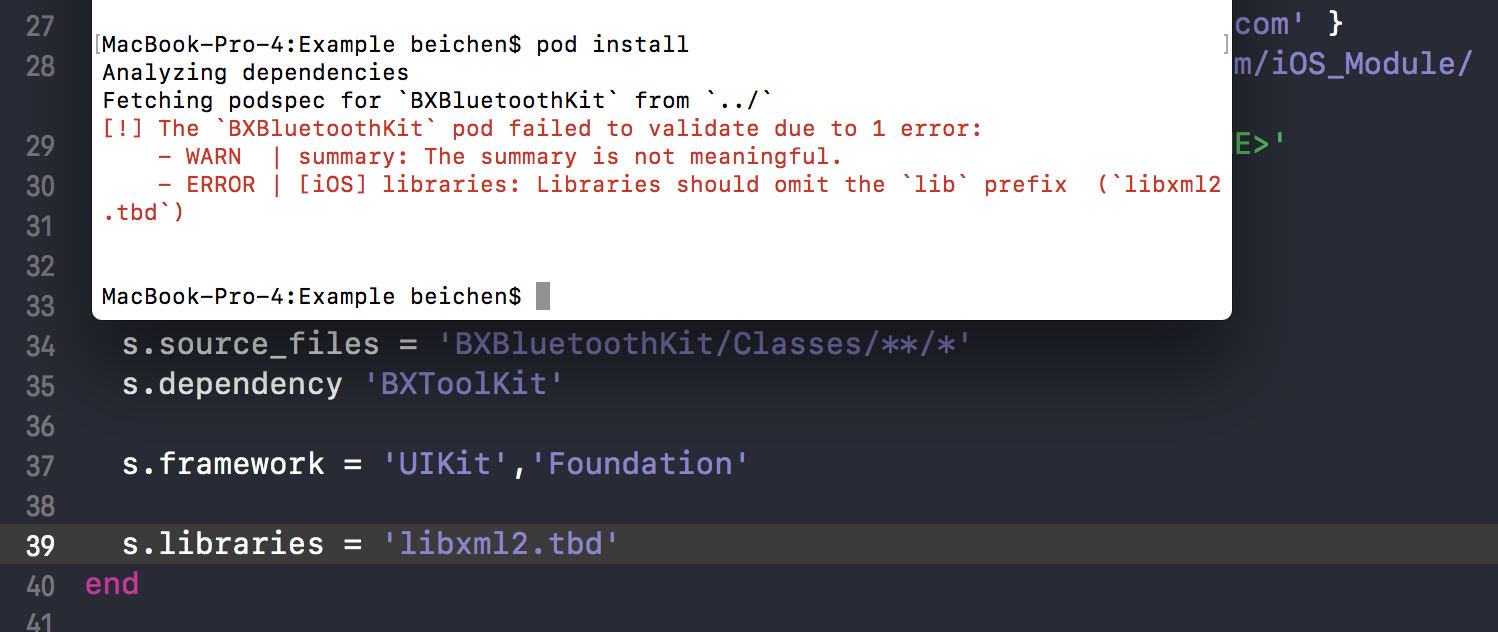 27
com' }
[MacBook-Pro-4:Example beichen$ pod install ]
28
m/iOS_Module/
Analyzing dependencies
Fetching podspec for `BXBluetoothKit` from `../`
[!] The `BXBluetoothKit` pod failed to validate due to 1 error:
29
E>'
- WARN  | summary: The summary is not meaningful.
30
- ERROR | [iOS] libraries: Libraries should omit the `lib` prefix  (`libxml2
.tbd`)
31
32
MacBook-Pro-4:Example beichen$
33
34 s.source_files = 'BXBluetoothKit/Classes/**/*'
35 s.dependency 'BXToolKit'
36
37 s.framework = 'UIKit','Foundation'
38
39 s.libraries = 'libxml2.tbd'
40 end
41